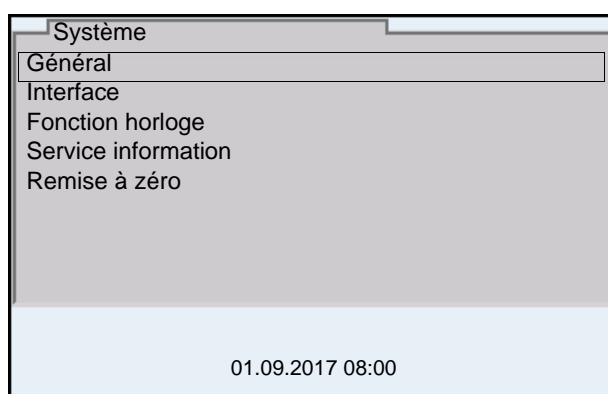 Système
Général
Interface
Fonction horloge
Service information
Remise à zéro
01.09.2017 08:00